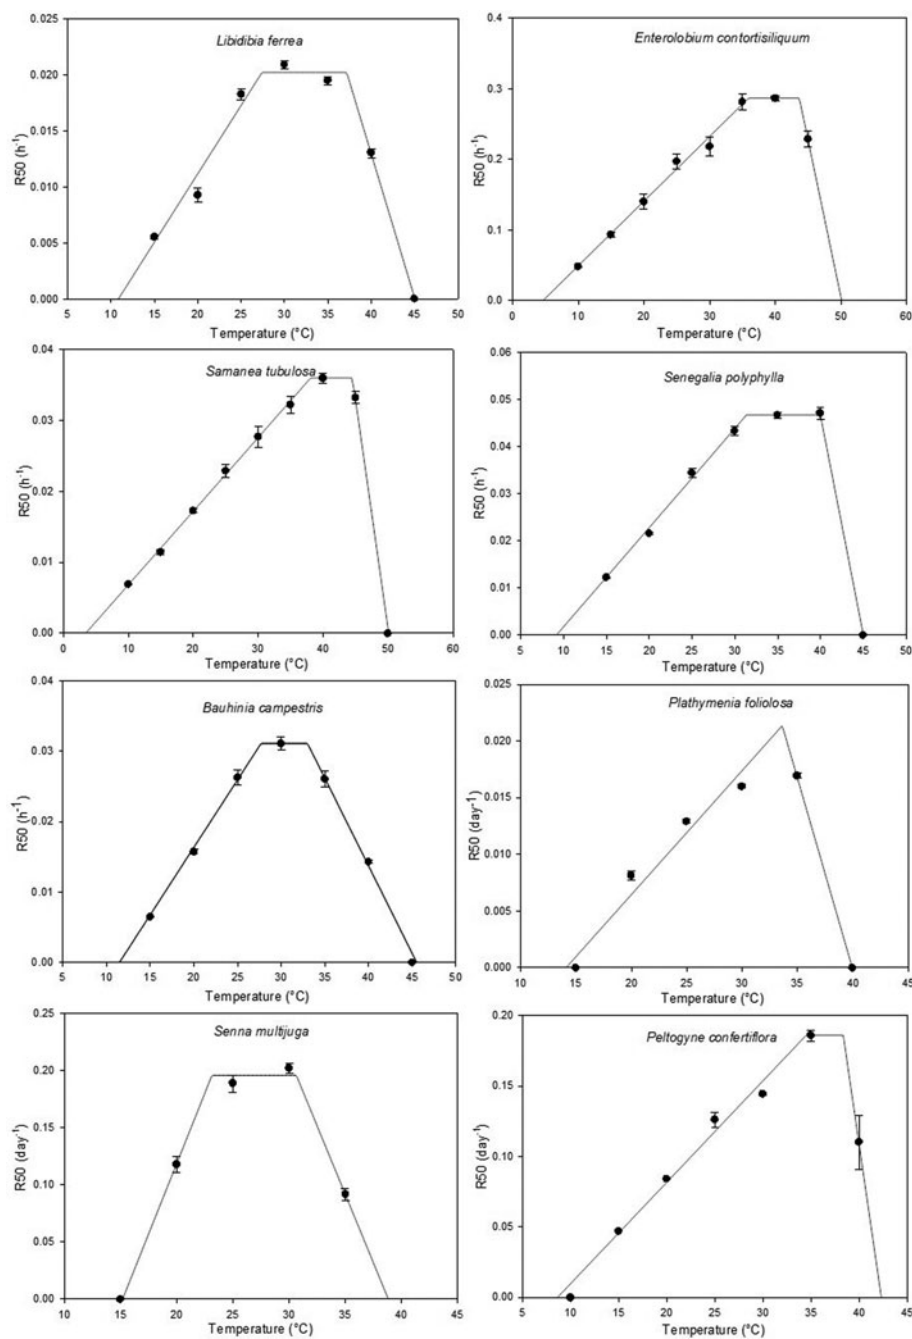 Libidibia ferrea
R50 (h-1)
0.025
0.020
0.015
0.010
0.005
0.000
5 10 15 20 25 30 35 40 45 50
Temperature (°C)
Enterolobium contortisiliquum
R50 (h-1)
0.4
0.3
0.2
0.1
0.0
0 10 20 30 40 50 60
Temperature (°C)
Samanea tubulosa
R50 (h-1)
0.04
0.03
0.02
0.01
0.00
0 10 20 30 40 50 60
Temperature (°C)
Senegalia polyphylla
R50 (h-1)
0.06
0.05
0.04
0.03
0.02
0.01
0.00
5 10 15 20 25 30 35 40 45 50
Temperature (°C)
Bauhinia campestris
R50 (h-1)
0.04
0.03
0.02
0.01
0.00
5 10 15 20 25 30 35 40 45 50
Temperature (°C)
Plathymenia foliolosa
R50 (day-1)
0.025
0.020
0.015
0.010
0.005
0.000
10 15 20 25 30 35 40 45
Temperature (°C)
Senna multijuga
R50 (day-1)
0.25
0.20
0.15
0.10
0.05
0.00
10 15 20 25 30 35 40 45
Temperature (°C)
Peltogyne confertiflora
R50 (day-1)
0.20
0.15
0.10
0.05
0.00
5 10 15 20 25 30 35 40 45
Temperature (°C)